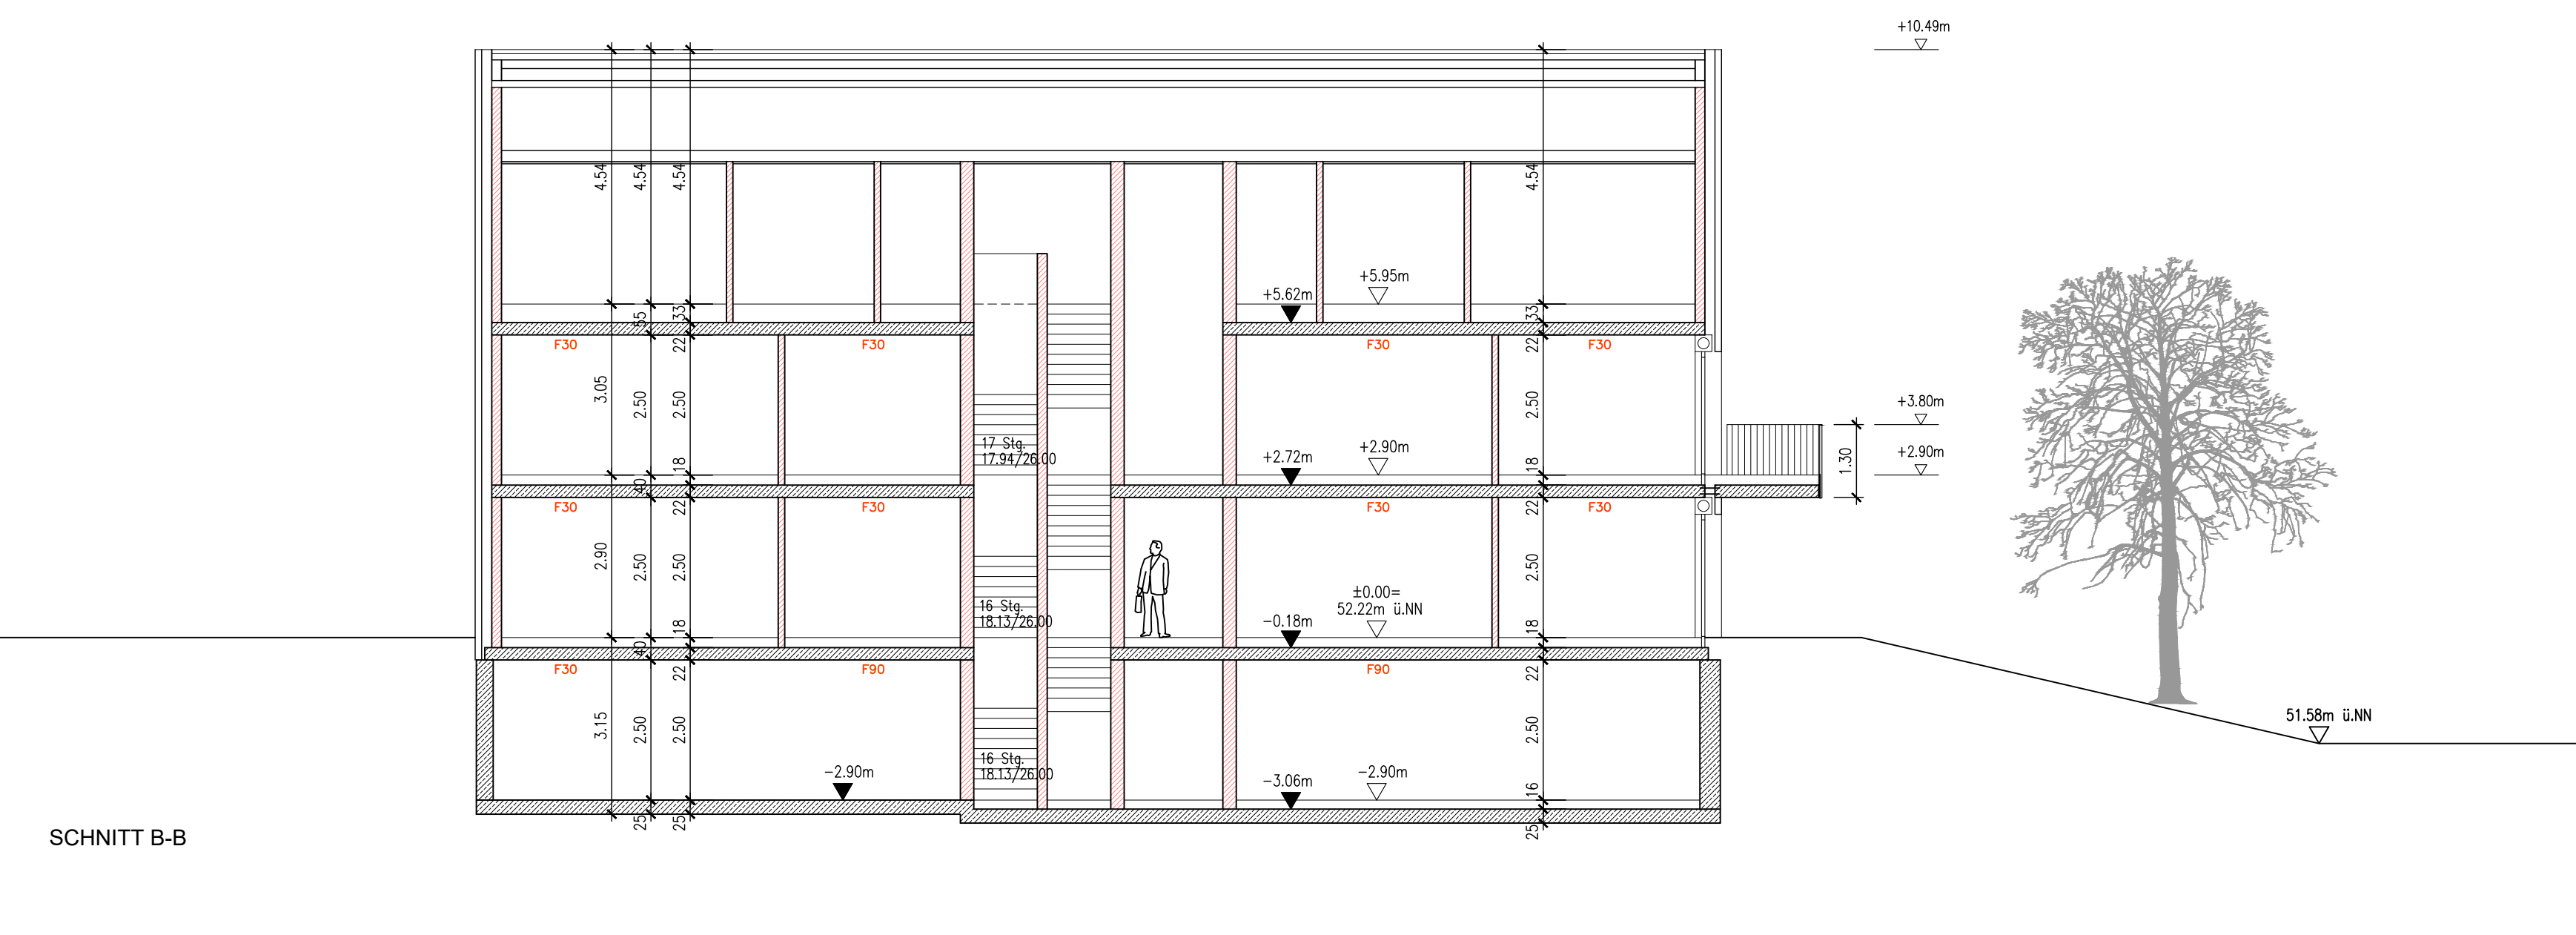 +10.49m
4.54
4.54
4.54
4.54
+5.95m
+5.62m
55
33
33
F30
22
F30
F30
22
F30
3.05
2.50
2.50
2.50
+3.80m
17 Stg.
17.94/26.00
+2.90m
+2.72m
+2.90m
1.30
18
18
40
F30
22
F30
F30
22
F30
2.90
2.50
2.50
2.50
±0.00=
52.22m ü.NN
16 Stg.
18.13/26.00
-0.18m
18
18
40
F30
22
F90
F90
22
3.15
2.50
2.50
2.50
51.58m ü.NN
16 Stg.
18.13/26.00
-2.90m
-3.06m
-2.90m
16
25
25
25
SCHNITT B-B